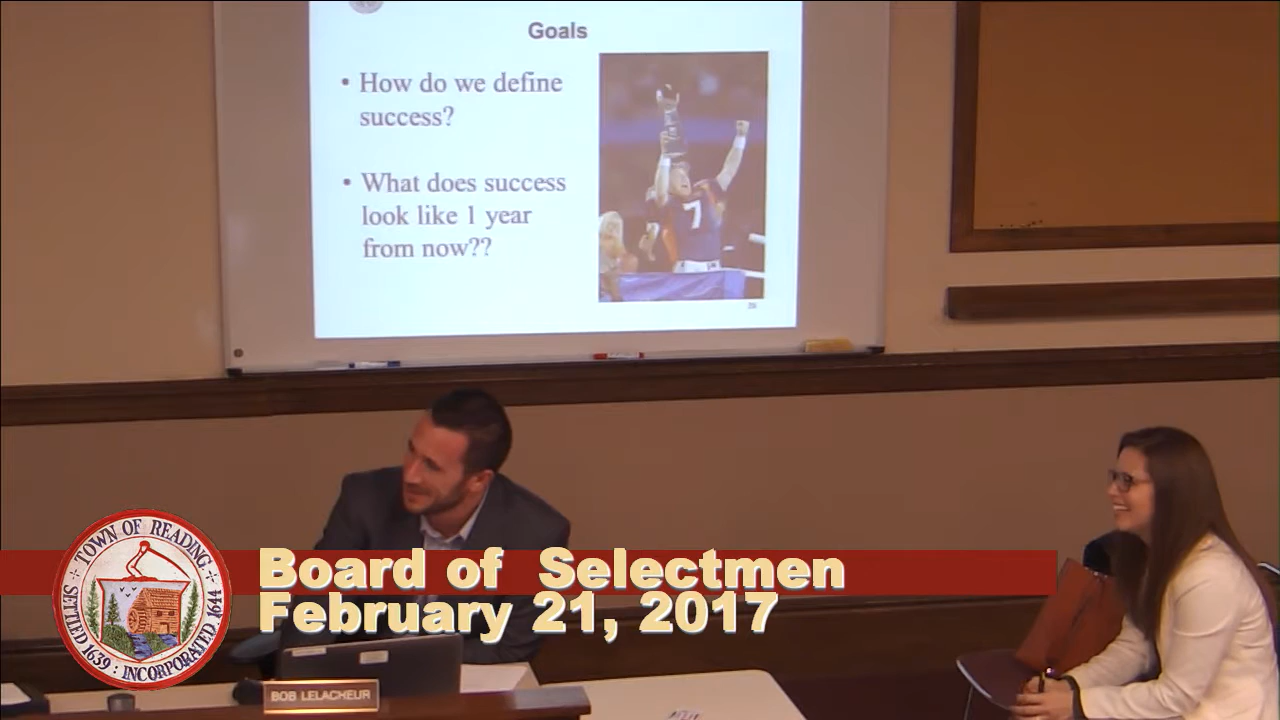 Goals
• How do we define
success?
• What does success
look like 1 year
from now??
7
TOWN OF READING
SETTLED 1639 : INCORPORATED 1644
Board of Selectmen
February 21, 2017
BOB LELACHEUR